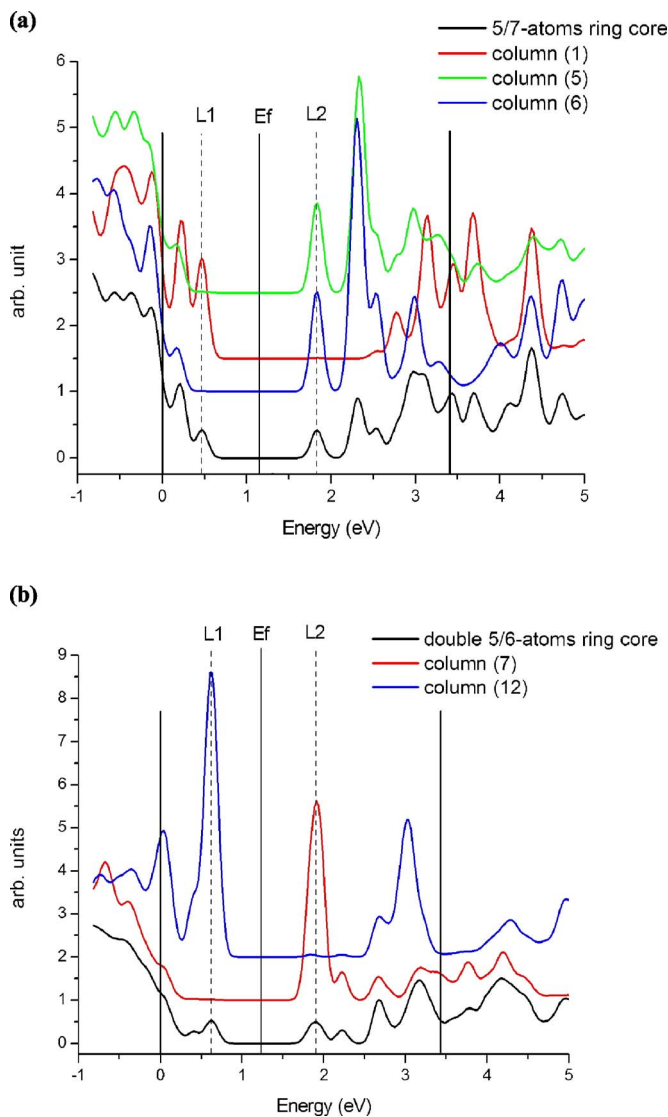 (a)
5/7-atoms ring core
column (1)
column (5)
column (6)
L1 Ef L2
6
5
4
3
2
1
0
arb. unit
-1 0 1 2 3 4 5
Energy (eV)
(b)
double 5/6-atoms ring core
column (7)
column (12)
L1 Ef L2
9
8
7
6
5
4
3
2
1
0
arb. units
-1 0 1 2 3 4 5
Energy (eV)